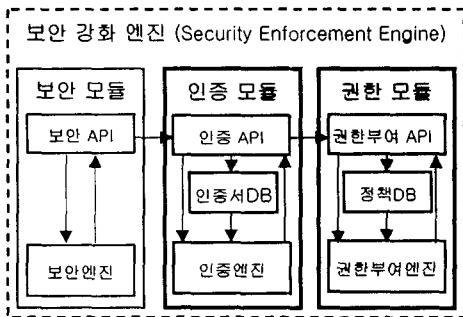 보안 강화 엔진 (Security Enforcement Engine)
보안 모듈
보안 API
보안엔진
인증 모듈
인증 API
인증서DB
인증엔진
권한 모듈
권한부여 API
정책DB
권한부여엔진